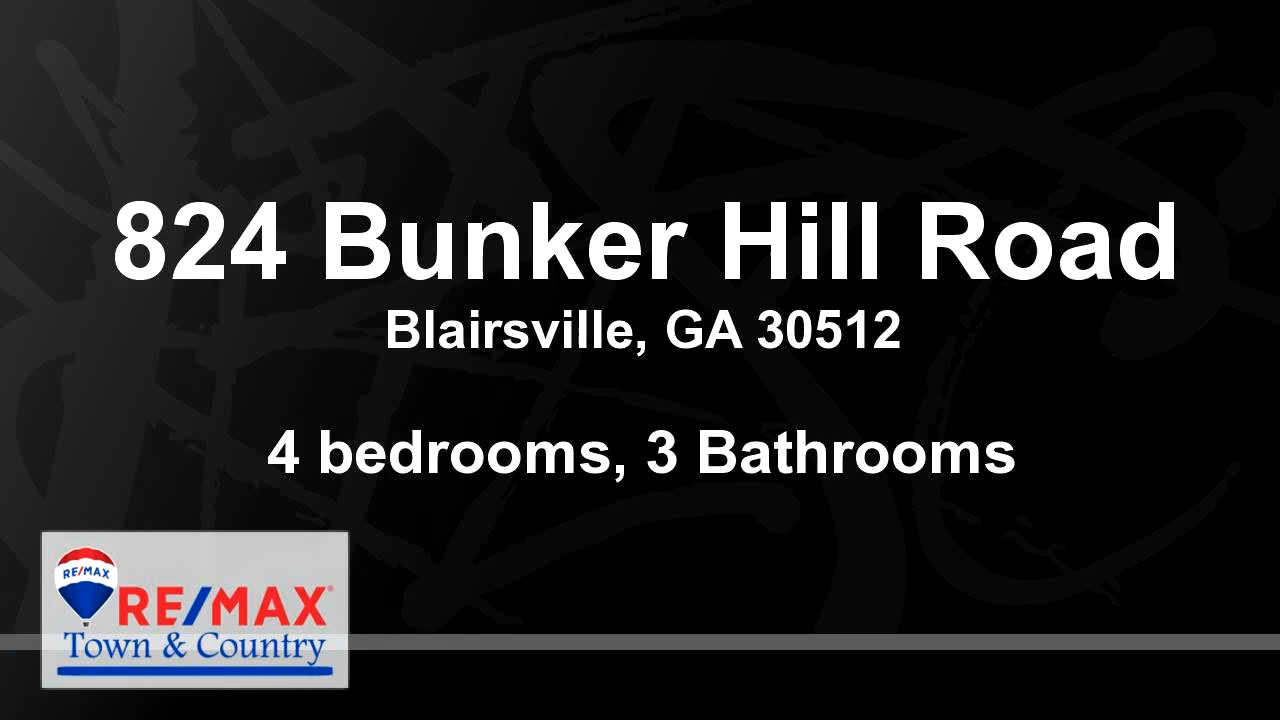 824 Bunker Hill Road
Blairsville, GA 30512
4 bedrooms, 3 Bathrooms
RE/MAX
RE/MAX®
Town & Country